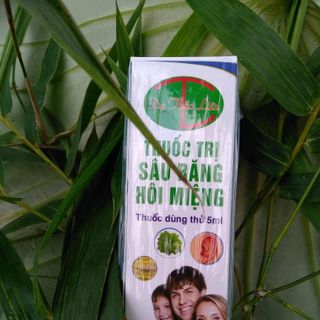 THUỐC TRỊ
SÂU RĂNG
HÔI MIỆNG
Thuốc dùng thử 5ml